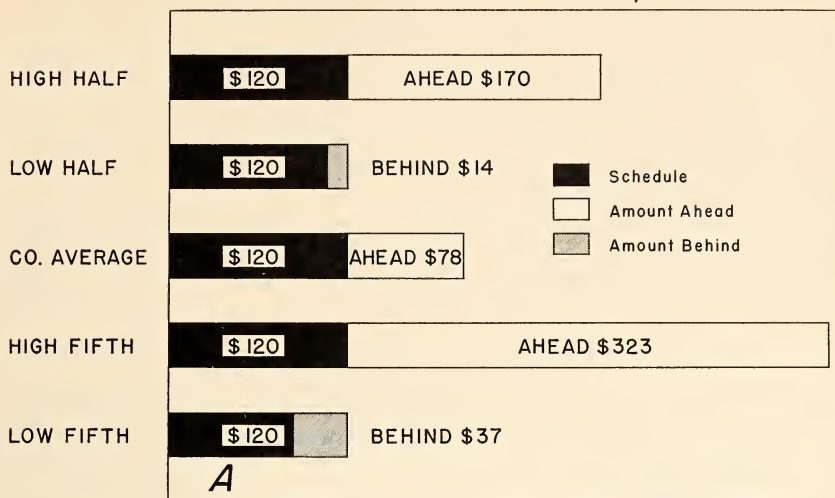 HIGH HALF $120 AHEAD $170
LOW HALF $120 BEHIND $14
Schedule
Amount Ahead
CO. AVERAGE $120 AHEAD $78
Amount Behind
HIGH FIFTH $120 AHEAD $323
LOW FIFTH $120 BEHIND $37
A